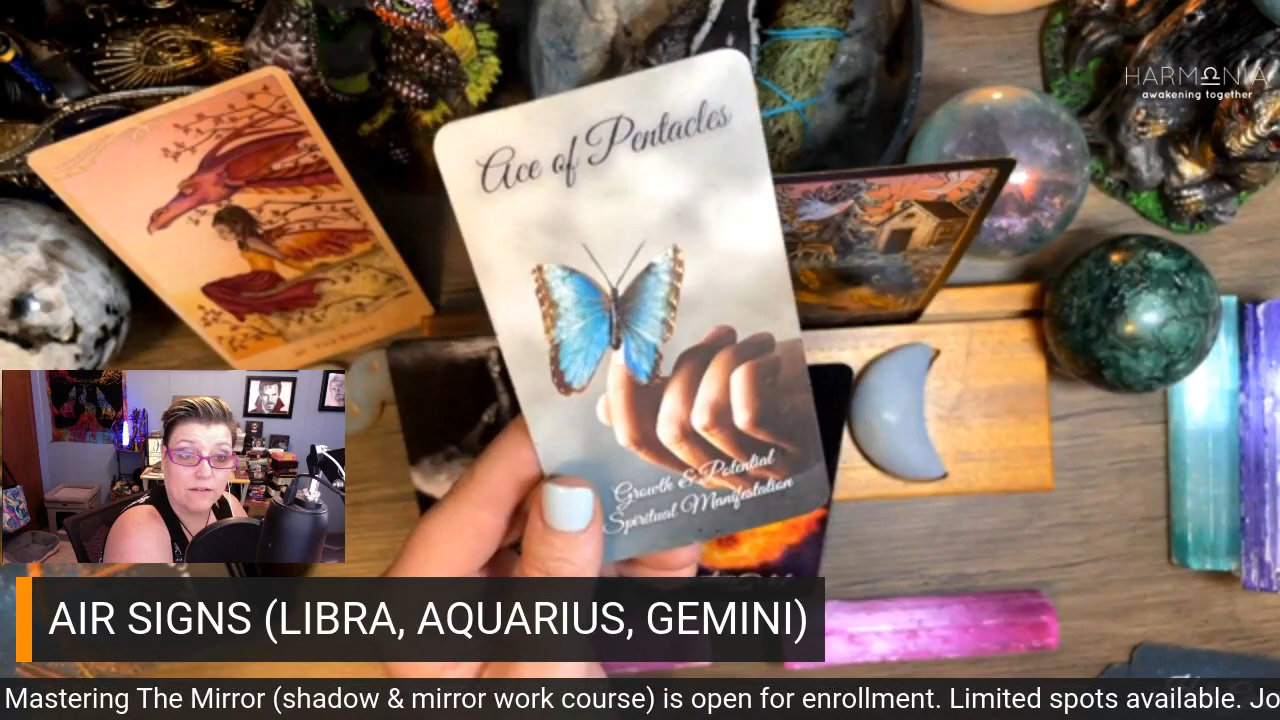 HARMONIA
awakening together
Ace of Pentacles
Growth & Potential
Spiritual Manifestation
AIR SIGNS (LIBRA, AQUARIUS, GEMINI)
Mastering The Mirror (shadow & mirror work course) is open for enrollment. Limited spots available. Jo